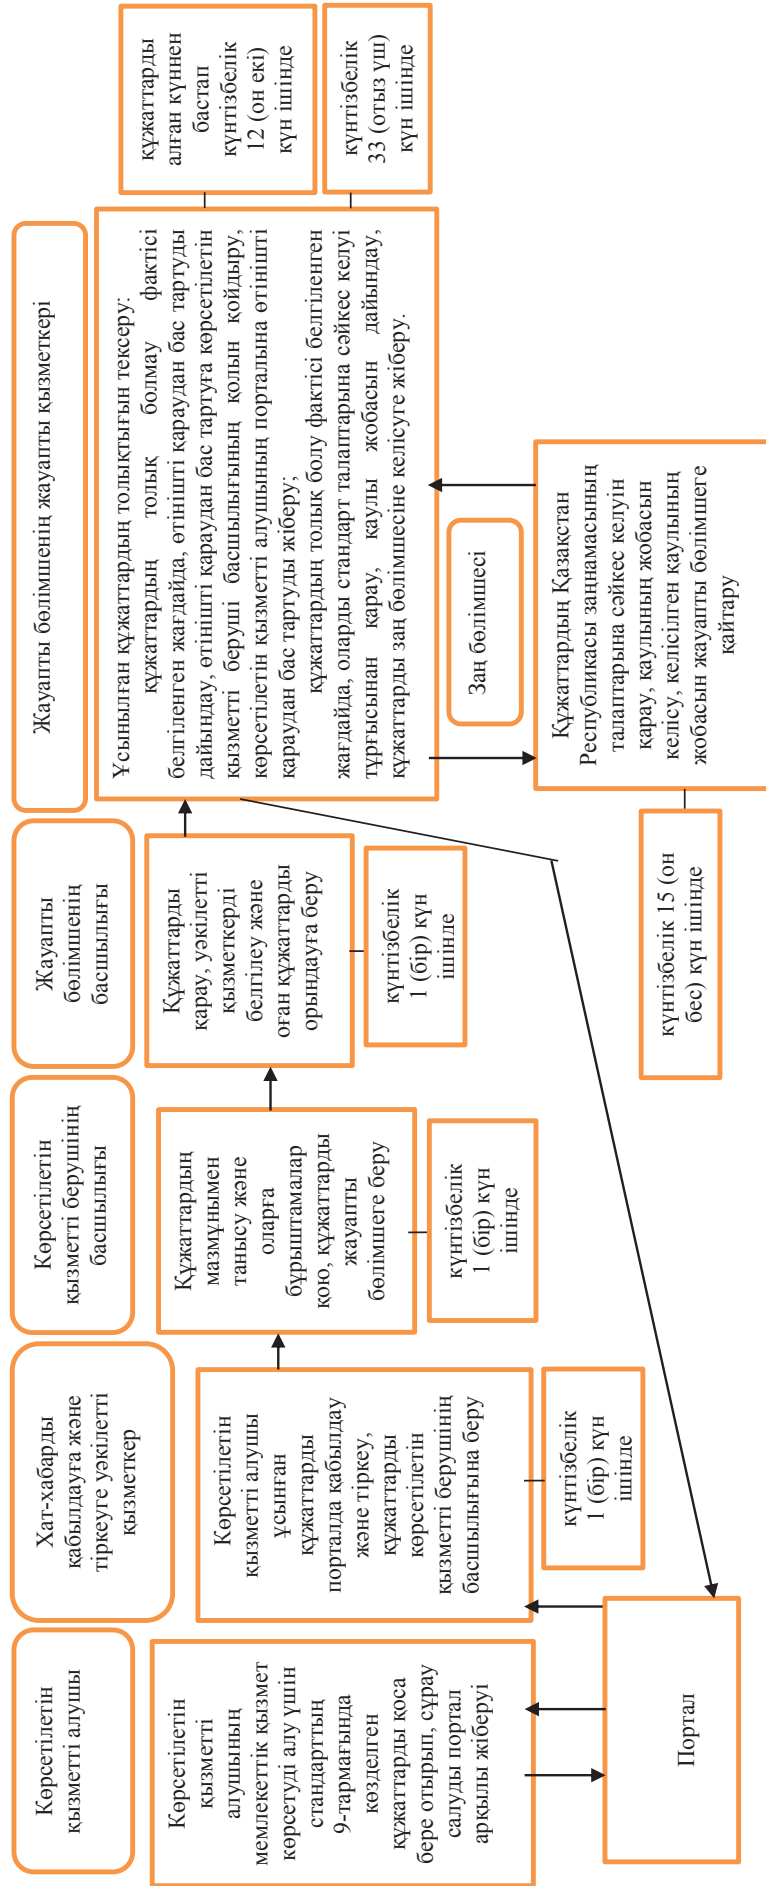 Көрсетілетін
қызметті алушы
Хат-хабарды
қабылдауға және
тіркеуге уәкілетті
қызметкер
Көрсетілетін
қызметті берушінің
басшылығы
Жауапты
бөлімшенің
басшылығы
Жауапты бөлімшенің жауапты қызметкері
Көрсетілетін
қызметті
алушының
мемлекеттік қызмет
көрсетуді алу үшін
стандарттың
9-тармағында
көзделген
құжаттарды қоса
бере отырып, сұрау
салуды портал
арқылы жіберуі
Көрсетілетін
қызметті алушы
ұсынған
құжаттарды
порталда қабылдау
және тіркеу,
құжаттарды
көрсетілетін
қызметті берушінің
басшылығына беру
күнтізбелік
1 (бір) күн
ішінде
Құжаттардың
мазмұнымен
танысу және
оларға
бұрыштамалар
қою, құжаттарды
жауапты
бөлімшеге беру
күнтізбелік
1 (бір) күн
ішінде
Құжаттарды
қарау, уәкілетті
қызметкерді
белгілеу және
оған құжаттарды
орындауға беру
күнтізбелік
1 (бір) күн
ішінде
Ұсынылған құжаттардың толықтығын тексеру:
құжаттардың толық болмау фактісі
белгіленген жағдайда, өтінішті қараудан бас тартуды
дайындау, өтінішті қараудан бас тартуға көрсетілетін
қызметті беруші басшылығының қолын қойдыру,
көрсетілетін қызметті алушының порталына өтінішті
қараудан бас тартуды жіберу;
құжаттардың толық болу фактісі белгіленген
жағдайда, оларды стандарт талаптарына сәйкес келуі
тұрғысынан қарау, қаулы жобасын дайындау,
құжаттарды заң бөлімшесіне келісуге жіберу.
құжаттарды
алған күннен
бастап
күнтізбелік
12 (он екі)
күн ішінде
күнтізбелік
33 (отыз үш)
күн ішінде
Заң бөлімшесі
Құжаттардың Қазақстан
Республикасы заңнамасының
талаптарына сәйкес келуін
қарау, қаулының жобасын
келісу, келісілген қаулының
жобасын жауапты бөлімшеге
қайтару
күнтізбелік 15 (он
бес) күн ішінде
Портал